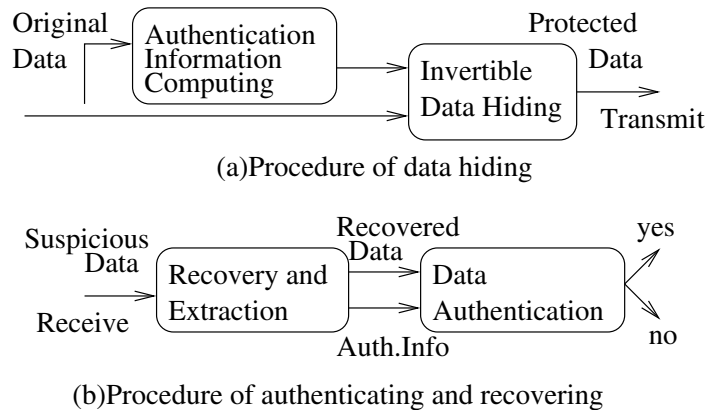 Original
Data
Authentication
Information
Computing
Invertible
Data Hiding
Protected
Data
Transmit
(a)Procedure of data hiding
Suspicious
Data
Receive
Recovery and
Extraction
Recovered
Data
Auth.Info
Data
Authentication
yes
no
(b)Procedure of authenticating and recovering